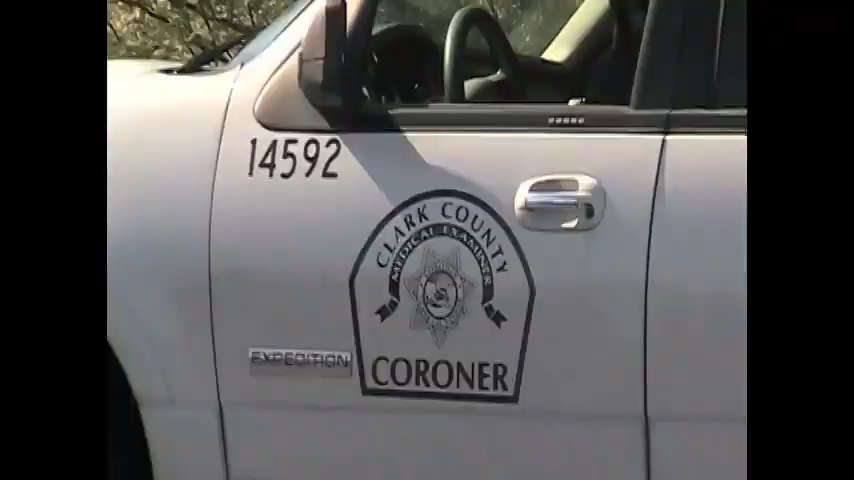 14592
CLARK COUNTY
MEDICAL EXAMINER
EXPEDITION
CORONER